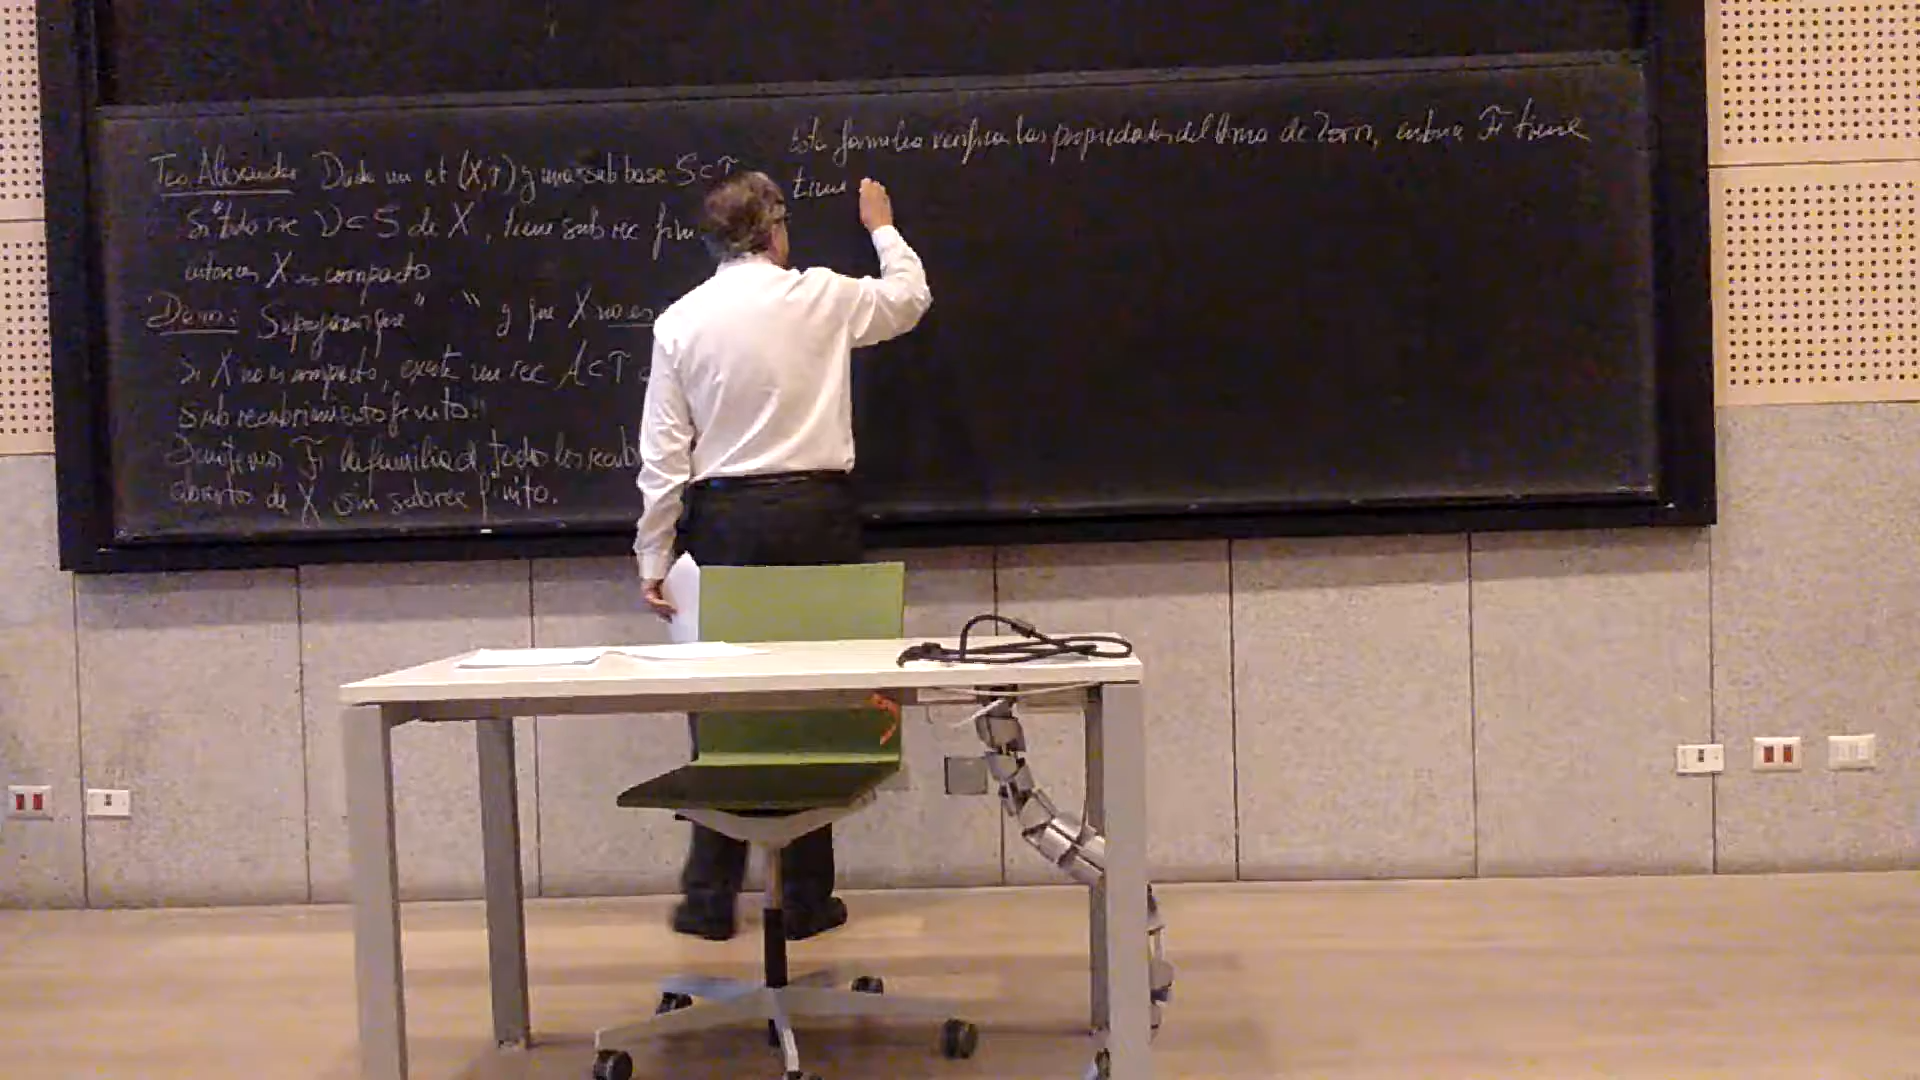 Teo Alexander Dado un et (X,τ) y una sub base S⊂τ
Si "todo rec V⊂S de X, tiene sub rec fin
entonces X es compacto
Demo: Supongamos que " " y que X no es
Si X no es compacto, existe un rec A⊂τ
sub recubrimiento finito"
Denotemos F la familia d todos los recub
abiertos de X sin subrec finito.
Esta familia verifica las propiedades del lema de Zorn, entonces F tiene
tiene